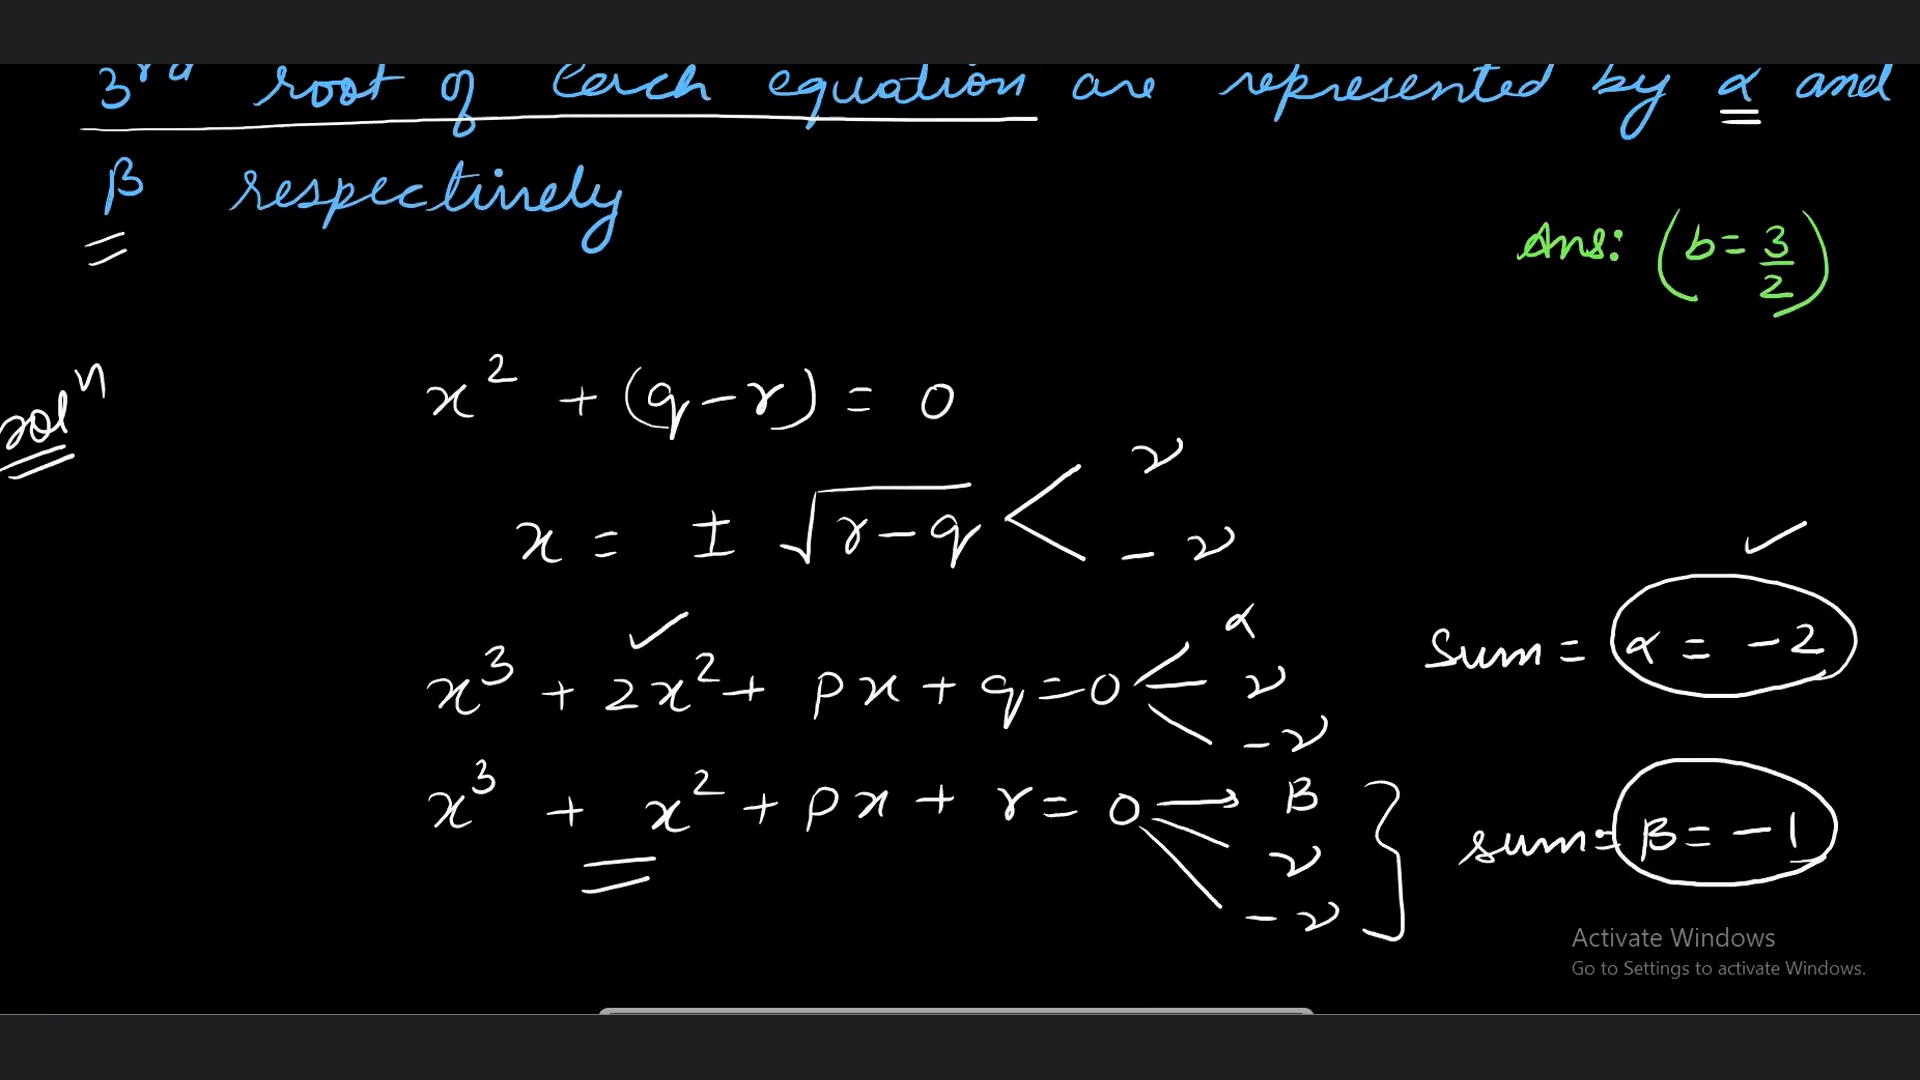 3rd root of each equation are represented by α and
β respectively
Ans: (b = 3/2)
solⁿ
x² + (q - r) = 0
x = ± √(r - q) < ν
- ν
x³ + 2x² + px + q = 0 < α
ν
- ν
Sum = α = -2
x³ + x² + px + r = 0 → β
ν
- ν
sum = β = -1
Activate Windows
Go to Settings to activate Windows.